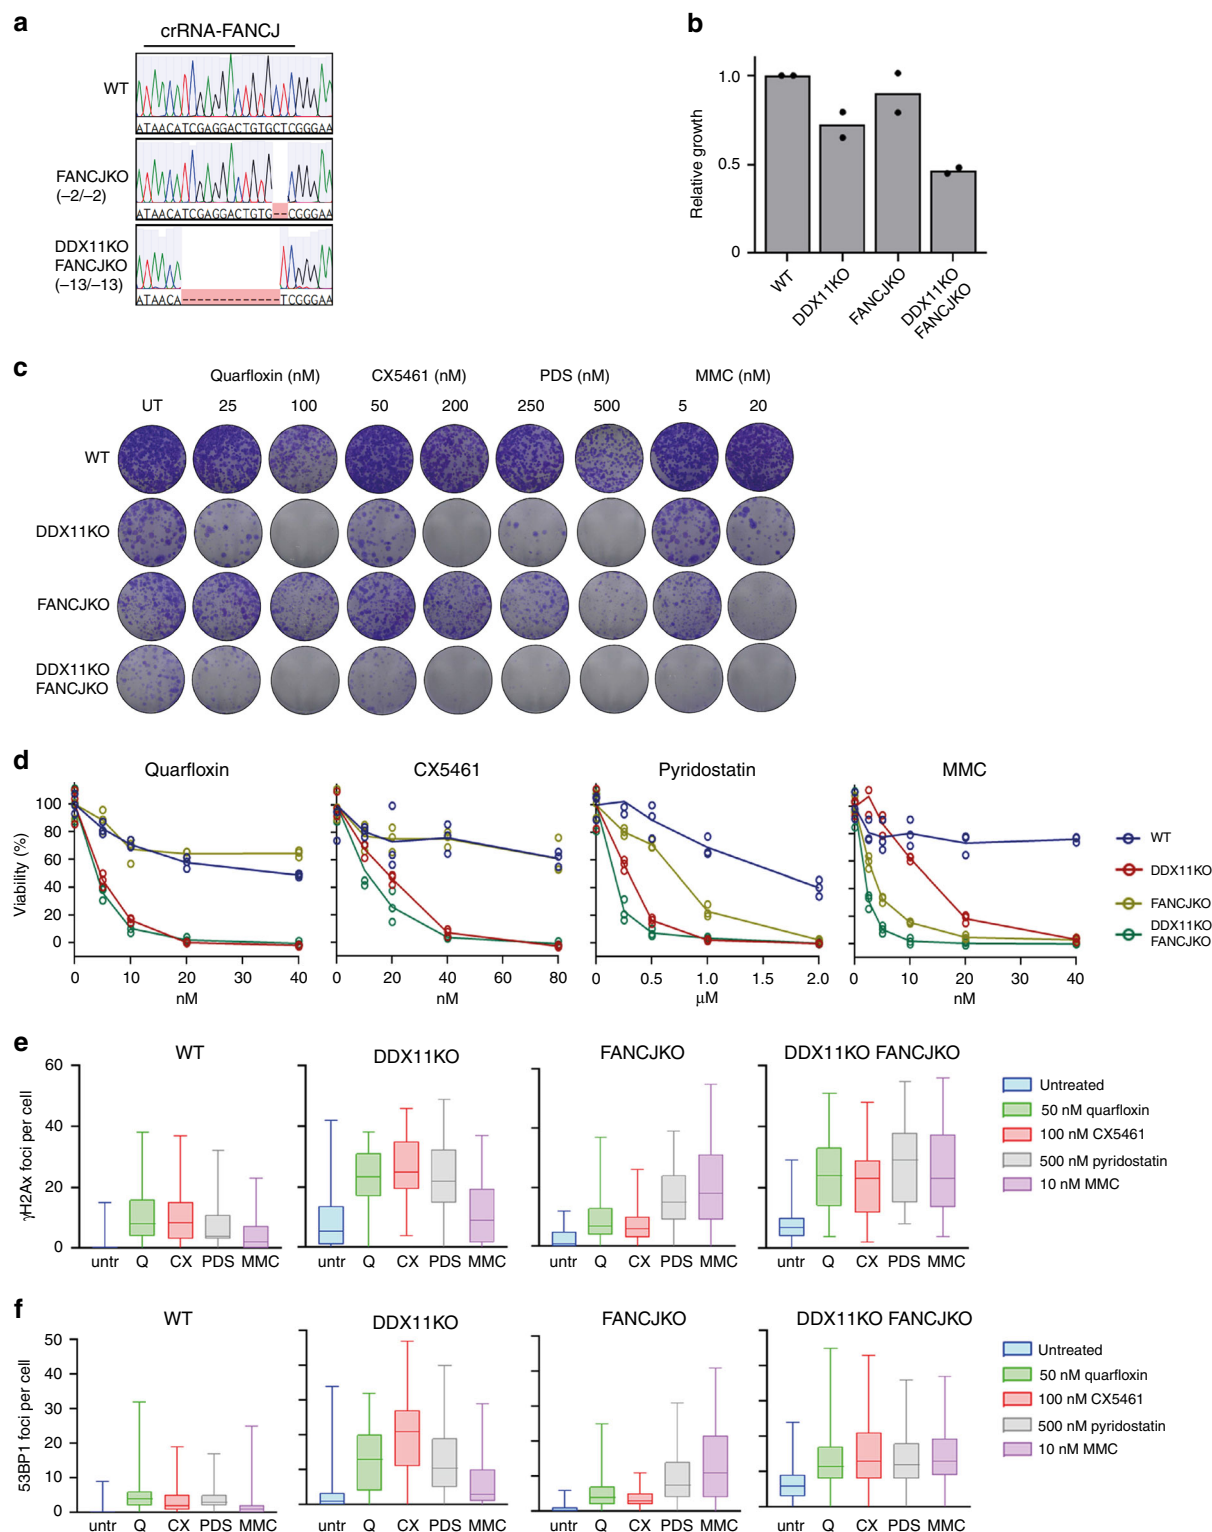 a
crRNA-FANCJ
WT
ATAACATCGAGGACTGTGCTCGGGAA
FANCJKO
(–2/–2)
ATAACATCGAGGACTGTG--CGGGAA
DDX11KO
FANCJKO
(–13/–13)
ATAACA-------------TCGGGAA
b
Relative growth
1.0
0.5
0
WT
DDX11KO
FANCJKO
DDX11KO
FANCJKO
c
Quarfloxin (nM) CX5461 (nM) PDS (nM) MMC (nM)
UT 25 100 50 200 250 500 5 20
WT
DDX11KO
FANCJKO
DDX11KO
FANCJKO
d
Quarfloxin CX5461 Pyridostatin MMC
Viability (%)
100
80
60
40
20
0
0 10 20 30 40
nM
0 20 40 60 80
nM
0 0.5 1.0 1.5 2.0
μM
0 10 20 30 40
nM
WT
DDX11KO
FANCJKO
DDX11KO
FANCJKO
e
WT DDX11KO FANCJKO DDX11KO FANCJKO
γH2Ax foci per cell
60
40
20
0
untr Q CX PDS MMC
untr Q CX PDS MMC
untr Q CX PDS MMC
untr Q CX PDS MMC
Untreated
50 nM quarfloxin
100 nM CX5461
500 nM pyridostatin
10 nM MMC
f
WT DDX11KO FANCJKO DDX11KO FANCJKO
53BP1 foci per cell
50
40
30
20
10
0
untr Q CX PDS MMC
untr Q CX PDS MMC
untr Q CX PDS MMC
untr Q CX PDS MMC
Untreated
50 nM quarfloxin
100 nM CX5461
500 nM pyridostatin
10 nM MMC